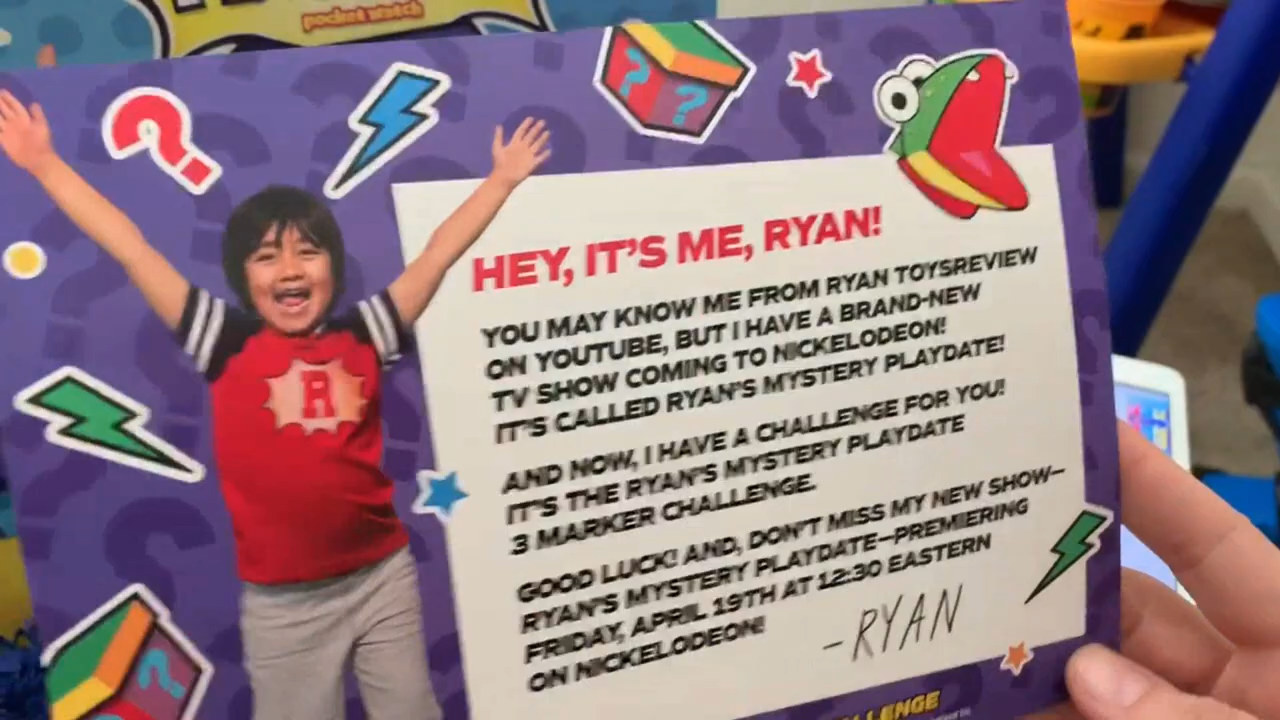 pocket watch
HEY, IT'S ME, RYAN!
YOU MAY KNOW ME FROM RYAN TOYSREVIEW
ON YOUTUBE, BUT I HAVE A BRAND-NEW
TV SHOW COMING TO NICKELODEON!
IT'S CALLED RYAN'S MYSTERY PLAYDATE!
AND NOW, I HAVE A CHALLENGE FOR YOU!
IT'S THE RYAN'S MYSTERY PLAYDATE
3 MARKER CHALLENGE.
GOOD LUCK! AND, DON'T MISS MY NEW SHOW—
RYAN'S MYSTERY PLAYDATE—PREMIERING
FRIDAY, APRIL 19TH AT 12:30 EASTERN
ON NICKELODEON!
-RYAN
R
? ?
?
LLENGE